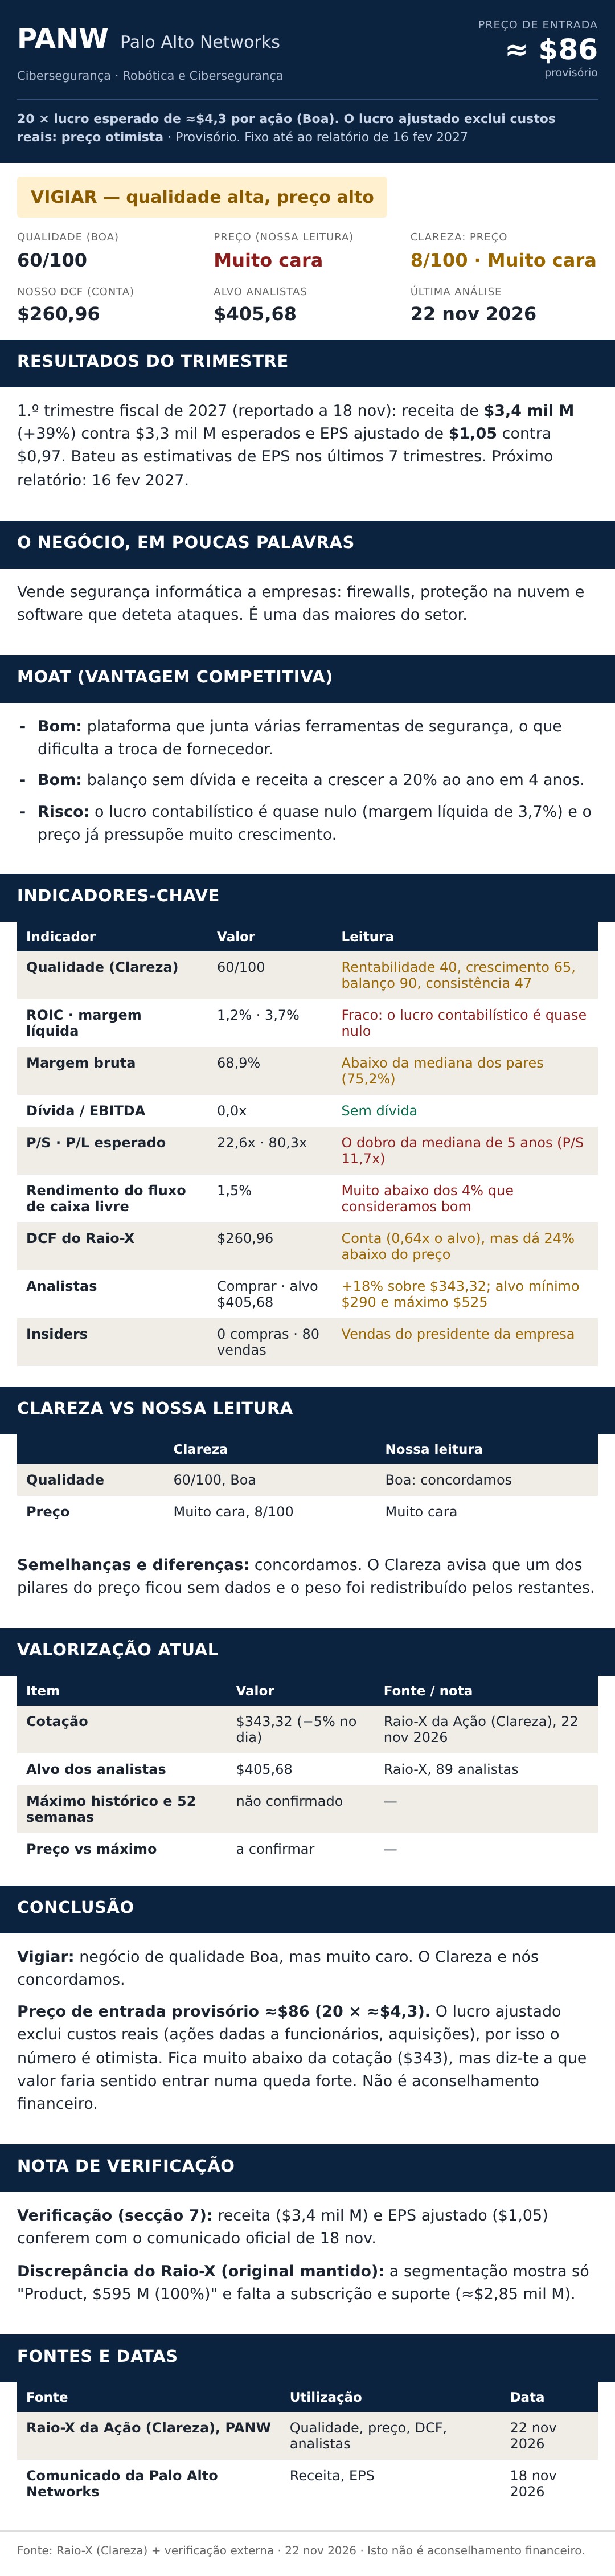 PANW Palo Alto Networks
PREÇO DE ENTRADA
≈ $86
provisório
Cibersegurança · Robótica e Cibersegurança
20 × lucro esperado de ≈$4,3 por ação (Boa). O lucro ajustado exclui custos
reais: preço otimista · Provisório. Fixo até ao relatório de 16 fev 2027
VIGIAR — qualidade alta, preço alto
QUALIDADE (BOA)
60/100
PREÇO (NOSSA LEITURA)
Muito cara
CLAREZA: PREÇO
8/100 · Muito cara
NOSSO DCF (CONTA)
$260,96
ALVO ANALISTAS
$405,68
ÚLTIMA ANÁLISE
22 nov 2026
RESULTADOS DO TRIMESTRE
1.º trimestre fiscal de 2027 (reportado a 18 nov): receita de $3,4 mil M
(+39%) contra $3,3 mil M esperados e EPS ajustado de $1,05 contra
$0,97. Bateu as estimativas de EPS nos últimos 7 trimestres. Próximo
relatório: 16 fev 2027.
O NEGÓCIO, EM POUCAS PALAVRAS
Vende segurança informática a empresas: firewalls, proteção na nuvem e
software que deteta ataques. É uma das maiores do setor.
MOAT (VANTAGEM COMPETITIVA)
- Bom: plataforma que junta várias ferramentas de segurança, o que
dificulta a troca de fornecedor.
- Bom: balanço sem dívida e receita a crescer a 20% ao ano em 4 anos.
- Risco: o lucro contabilístico é quase nulo (margem líquida de 3,7%) e o
preço já pressupõe muito crescimento.
INDICADORES-CHAVE
Indicador Valor Leitura
Qualidade (Clareza) 60/100 Rentabilidade 40, crescimento 65,
balanço 90, consistência 47
ROIC · margem 1,2% · 3,7% Fraco: o lucro contabilístico é quase
líquida nulo
Margem bruta 68,9% Abaixo da mediana dos pares
(75,2%)
Dívida / EBITDA 0,0x Sem dívida
P/S · P/L esperado 22,6x · 80,3x O dobro da mediana de 5 anos (P/S
11,7x)
Rendimento do fluxo 1,5% Muito abaixo dos 4% que
de caixa livre consideramos bom
DCF do Raio-X $260,96 Conta (0,64x o alvo), mas dá 24%
abaixo do preço
Analistas Comprar · alvo +18% sobre $343,32; alvo mínimo
$405,68 $290 e máximo $525
Insiders 0 compras · 80 Vendas do presidente da empresa
vendas
CLAREZA VS NOSSA LEITURA
Clareza Nossa leitura
Qualidade 60/100, Boa Boa: concordamos
Preço Muito cara, 8/100 Muito cara
Semelhanças e diferenças: concordamos. O Clareza avisa que um dos
pilares do preço ficou sem dados e o peso foi redistribuído pelos restantes.
VALORIZAÇÃO ATUAL
Item Valor Fonte / nota
Cotação $343,32 (−5% no Raio-X da Ação (Clareza), 22
dia) nov 2026
Alvo dos analistas $405,68 Raio-X, 89 analistas
Máximo histórico e 52 não confirmado —
semanas
Preço vs máximo a confirmar —
CONCLUSÃO
Vigiar: negócio de qualidade Boa, mas muito caro. O Clareza e nós
concordamos.
Preço de entrada provisório ≈$86 (20 × ≈$4,3). O lucro ajustado
exclui custos reais (ações dadas a funcionários, aquisições), por isso o
número é otimista. Fica muito abaixo da cotação ($343), mas diz-te a que
valor faria sentido entrar numa queda forte. Não é aconselhamento
financeiro.
NOTA DE VERIFICAÇÃO
Verificação (secção 7): receita ($3,4 mil M) e EPS ajustado ($1,05)
conferem com o comunicado oficial de 18 nov.
Discrepância do Raio-X (original mantido): a segmentação mostra só
"Product, $595 M (100%)" e falta a subscrição e suporte (≈$2,85 mil M).
FONTES E DATAS
Fonte Utilização Data
Raio-X da Ação (Clareza), PANW Qualidade, preço, DCF, 22 nov
analistas 2026
Comunicado da Palo Alto Receita, EPS 18 nov
Networks 2026
Fonte: Raio-X (Clareza) + verificação externa · 22 nov 2026 · Isto não é aconselhamento financeiro.